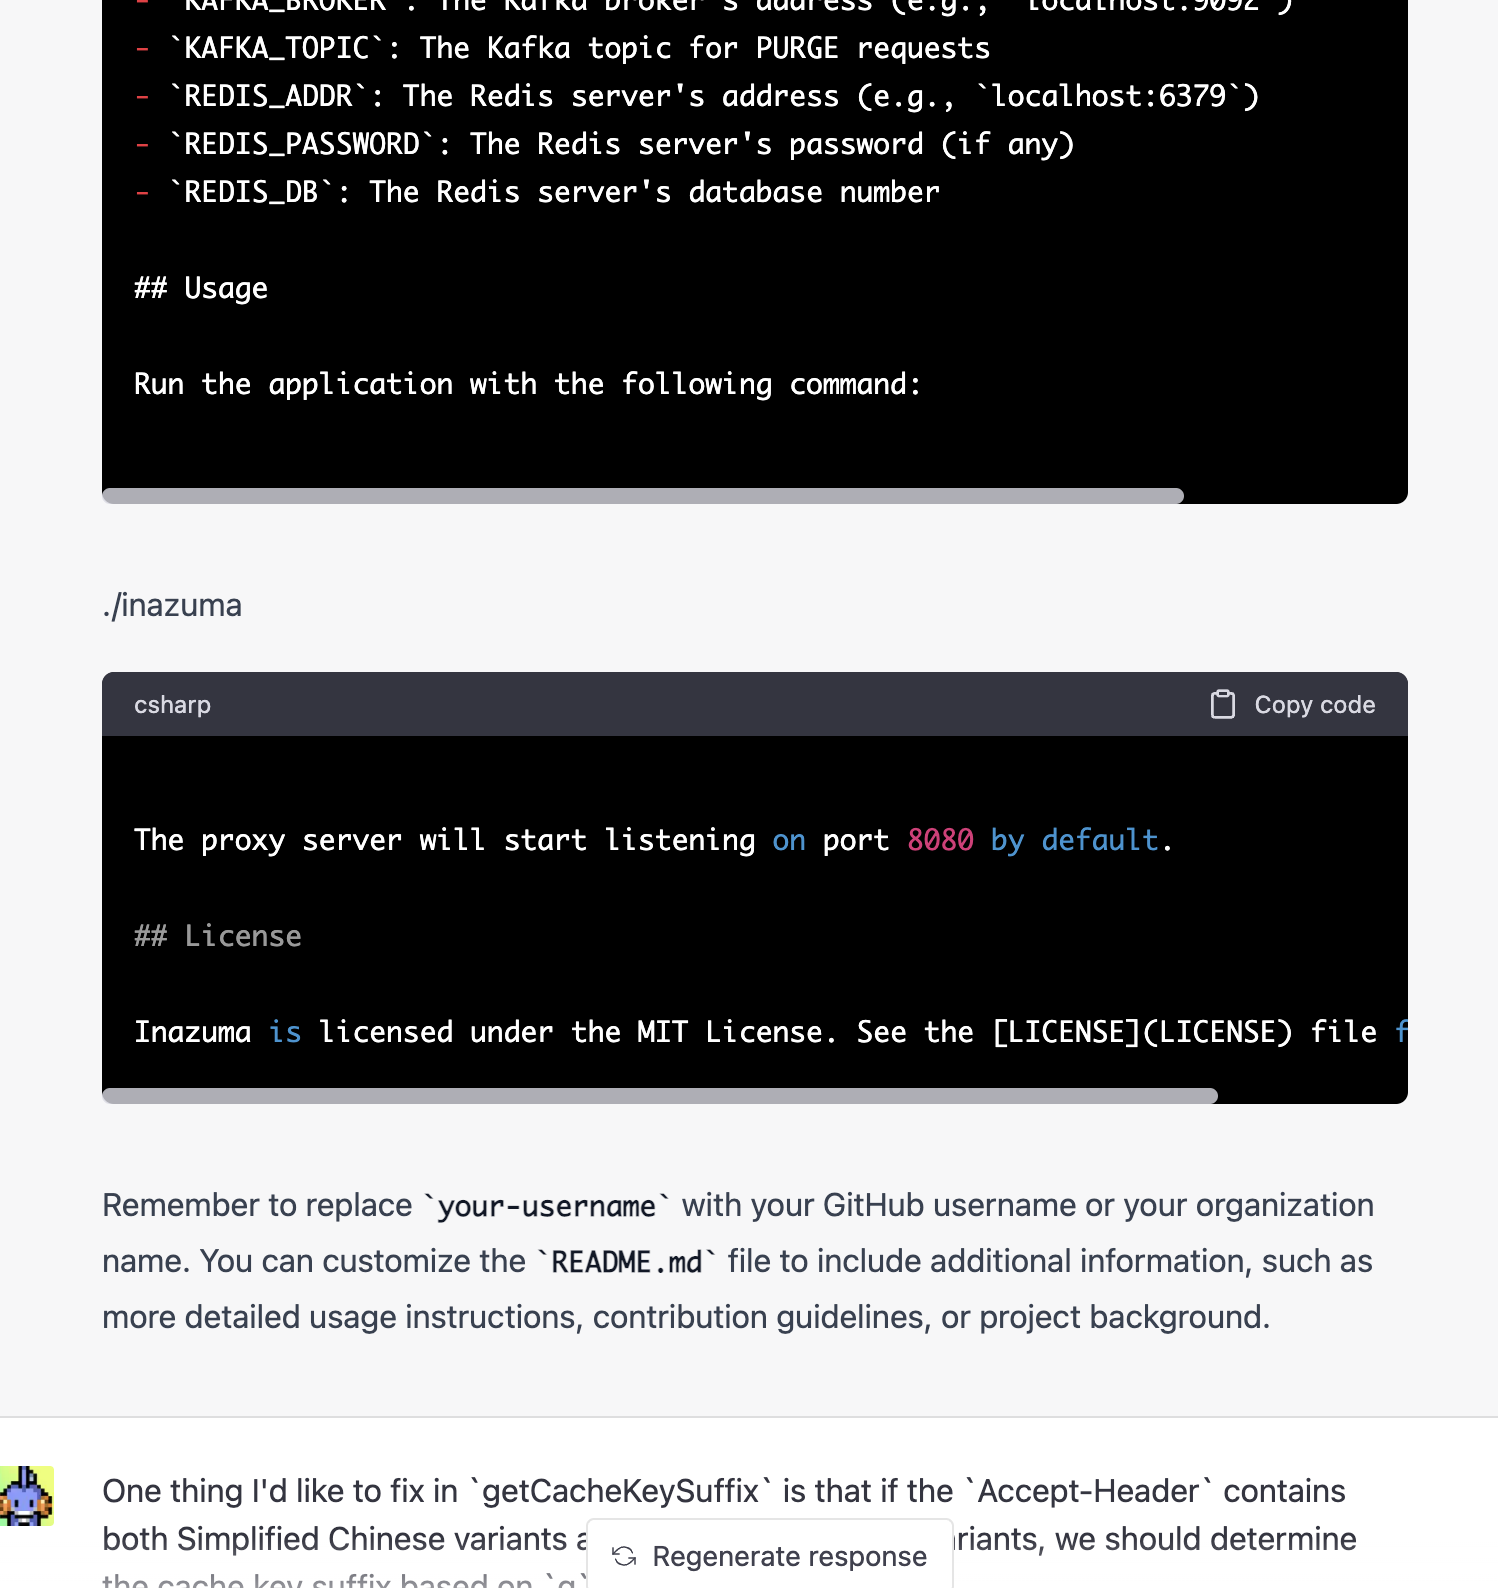 - `KAFKA_BROKER`: The Kafka broker's address (e.g., `localhost:9092`)
- `KAFKA_TOPIC`: The Kafka topic for PURGE requests
- `REDIS_ADDR`: The Redis server's address (e.g., `localhost:6379`)
- `REDIS_PASSWORD`: The Redis server's password (if any)
- `REDIS_DB`: The Redis server's database number
## Usage
Run the application with the following command:
./inazuma
csharp
Copy code
The proxy server will start listening on port 8080 by default.
## License
Inazuma is licensed under the MIT License. See the [LICENSE](LICENSE) file f
Remember to replace `your-username` with your GitHub username or your organization
name. You can customize the `README.md` file to include additional information, such as
more detailed usage instructions, contribution guidelines, or project background.
One thing I'd like to fix in `getCacheKeySuffix` is that if the `Accept-Header` contains
both Simplified Chinese variants a riants, we should determine
the cache key suffix based on `q`
Regenerate response